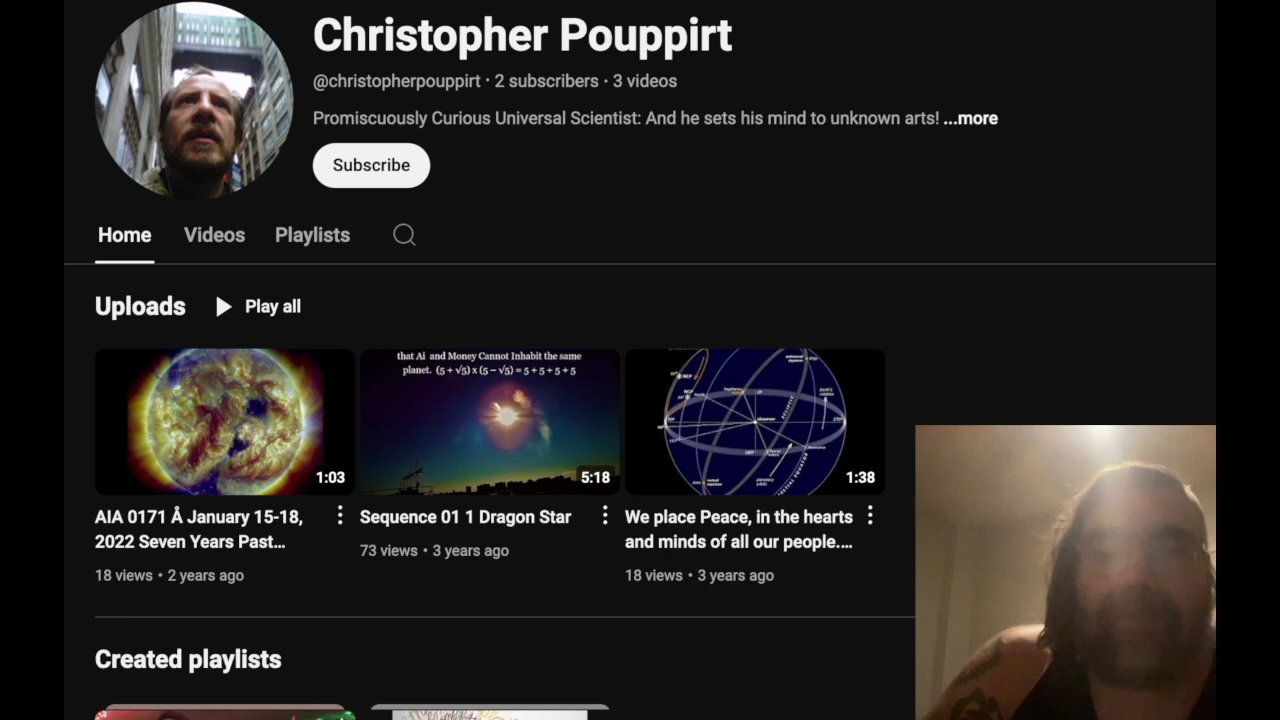 Christopher Pouppirt
@christopherpouppirt · 2 subscribers · 3 videos
Promiscuously Curious Universal Scientist: And he sets his mind to unknown arts! ...more
Subscribe
Home Videos Playlists
Uploads Play all
that Ai and Money Cannot Inhabit the same
planet. (5 + √5) x (5 − √5) = 5 + 5 + 5 + 5
1:03
5:18
1:38
AIA 0171 Å January 15-18,
2022 Seven Years Past...
18 views · 2 years ago
Sequence 01 1 Dragon Star
73 views · 3 years ago
We place Peace, in the hearts
and minds of all our people....
18 views · 3 years ago
Created playlists